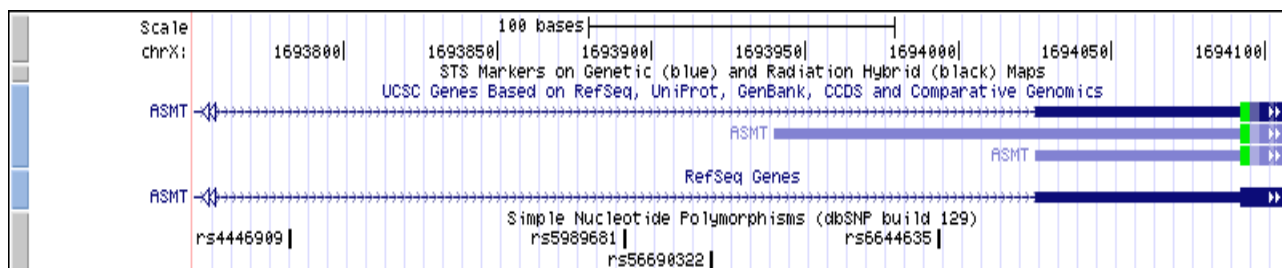 Scale 100 bases
chrX: 1693800 1693850 1693900 1693950 1694000 1694050 1694100
STS Markers on Genetic (blue) and Radiation Hybrid (black) Maps
UCSC Genes Based on RefSeq, UniProt, GenBank, CCDS and Comparative Genomics
ASMT
ASMT
ASMT
RefSeq Genes
ASMT
Simple Nucleotide Polymorphisms (dbSNP build 129)
rs4446909 rs5989681 rs6644635
rs56690322